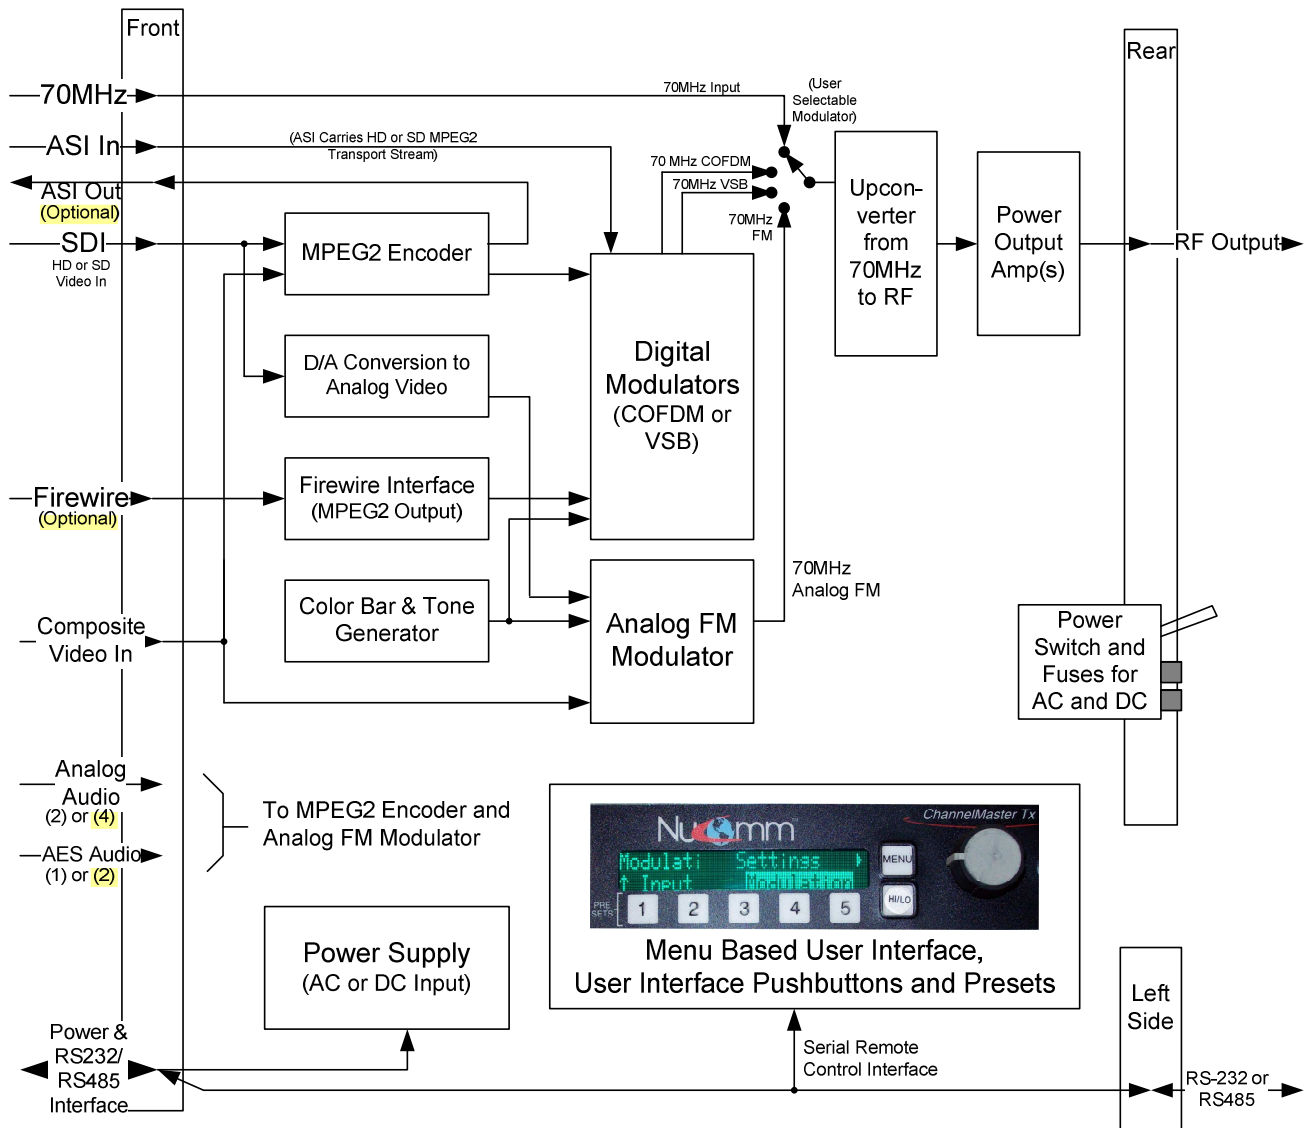 Front
Rear
70MHz
70MHz Input
(User
Selectable
Modulator)
ASI In
(ASI Carries HD or SD MPEG2
Transport Stream)
70 MHz COFDM
70MHz VSB
70MHz
FM
ASI Out
(Optional)
SDI
HD or SD
Video In
MPEG2 Encoder
Upcon-
verter
from
70MHz
to RF
Power
Output
Amp(s)
RF Output
D/A Conversion to
Analog Video
Digital
Modulators
(COFDM or
VSB)
Firewire
(Optional)
Firewire Interface
(MPEG2 Output)
70MHz
Analog FM
Color Bar & Tone
Generator
Analog FM
Modulator
Composite
Video In
Power
Switch and
Fuses for
AC and DC
Analog
Audio
(2) or (4)
AES Audio
(1) or (2)
To MPEG2 Encoder and
Analog FM Modulator
Nucomm
ChannelMaster Tx
Modulati Settings
↑ Input Modulation
MENU
HI/LO
PRE
SETS
1 2 3 4 5
Menu Based User Interface,
User Interface Pushbuttons and Presets
Power Supply
(AC or DC Input)
Left
Side
Power &
RS232/
RS485
Interface
Serial Remote
Control Interface
RS-232 or
RS485